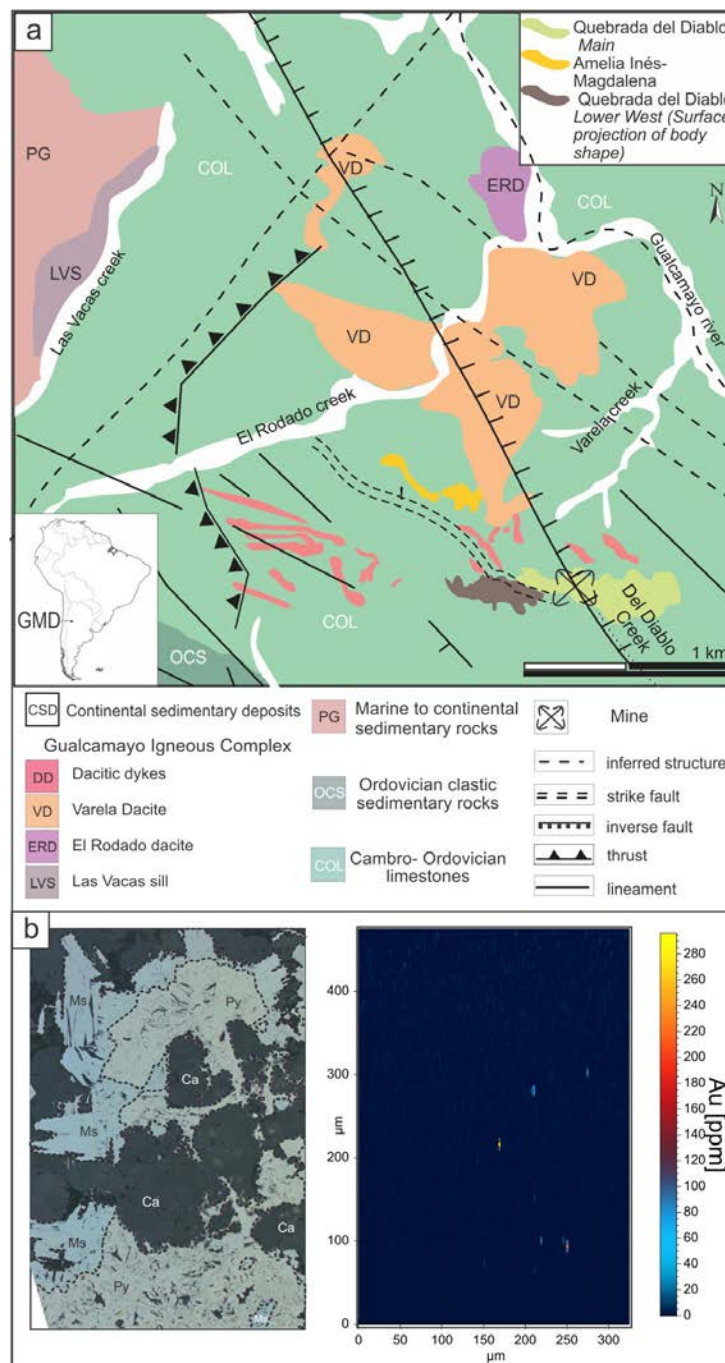 a
Quebrada del Diablo
Main
Amelia Inés-
Magdalena
Quebrada del Diablo
Lower West (Surface
projection of body
shape)
N
PG
COL
VD
ERD
COL
LVS
Las Vacas creek
VD
VD
Gualcamayo river
El Rodado creek
VD
Varela creek
GMD
COL
OCS
Del Diablo
Creek
1 km
CSD Continental sedimentary deposits
Gualcamayo Igneous Complex
DD Dacitic dykes
VD Varela Dacite
ERD El Rodado dacite
LVS Las Vacas sill
PG Marine to continental
sedimentary rocks
OCS Ordovician clastic
sedimentary rocks
COL Cambro- Ordovician
limestones
Mine
inferred structure
strike fault
inverse fault
thrust
lineament
b
Ms
Py
Ca
Ms
Ca
Ca
Ms
Py
Ms
400
300
200
100
0
µm
0 50 100 150 200 250 300
µm
280
260
240
220
200
180
160
140
120
100
80
60
40
20
0
Au [ppm]